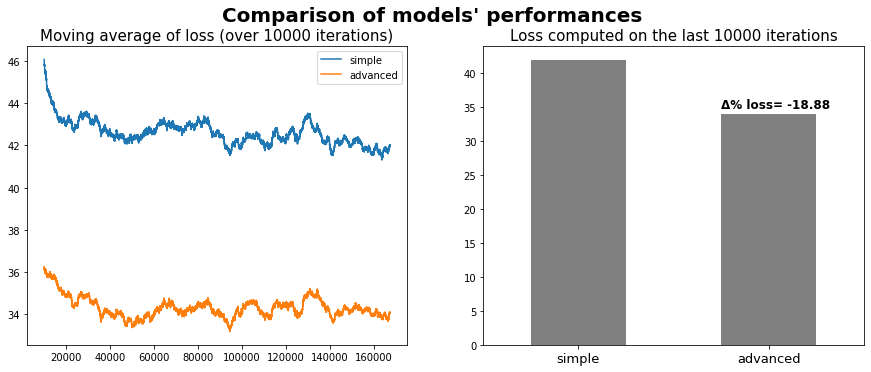 Comparison of models' performances
Moving average of loss (over 10000 iterations)
simple
advanced
46
44
42
40
38
36
34
20000 40000 60000 80000 100000 120000 140000 160000
Loss computed on the last 10000 iterations
Δ% loss= -18.88
40
35
30
25
20
15
10
5
0
simple advanced